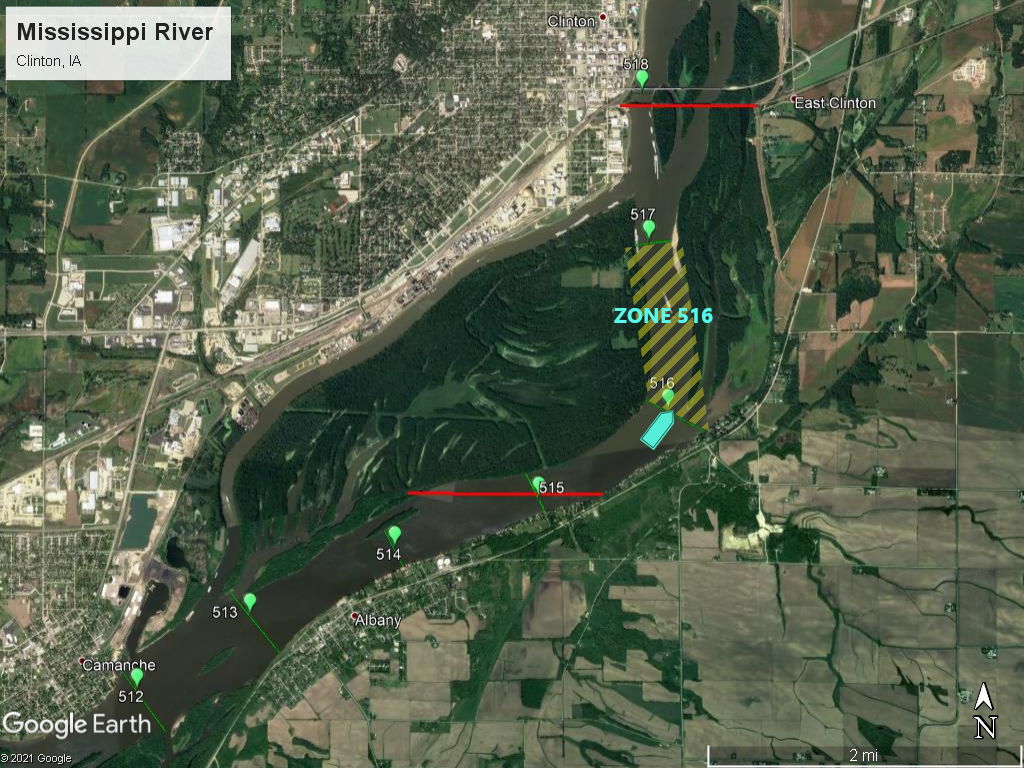 Mississippi River
Clinton, IA
Clinton
518
East Clinton
517
ZONE 516
516
515
514
513
Albany
Camanche
512
Google Earth
N
2 mi
© 2021 Google